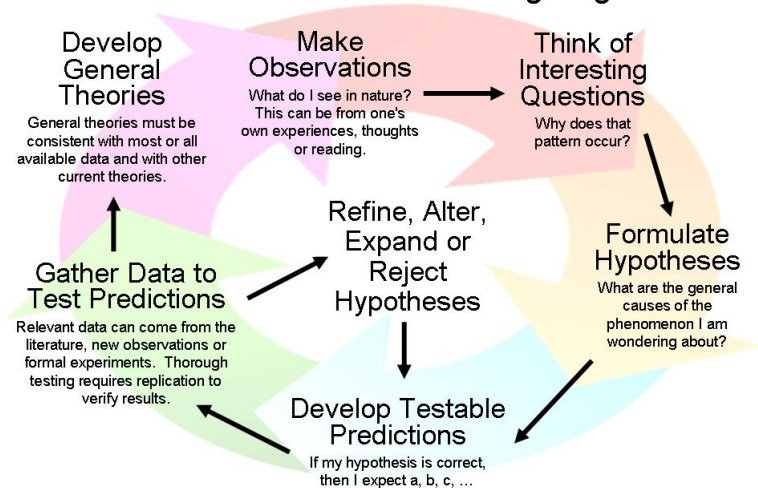 Develop
General
Theories
General theories must be
consistent with most or all
available data and with other
current theories.
Make
Observations
What do I see in nature?
This can be from one's
own experiences, thoughts
or reading.
Think of
Interesting
Questions
Why does that
pattern occur?
Refine, Alter,
Expand or
Reject
Hypotheses
Formulate
Hypotheses
What are the general
causes of the
phenomenon I am
wondering about?
Gather Data to
Test Predictions
Relevant data can come from the
literature, new observations or
formal experiments. Thorough
testing requires replication to
verify results.
Develop Testable
Predictions
If my hypothesis is correct,
then I expect a, b, c, ...